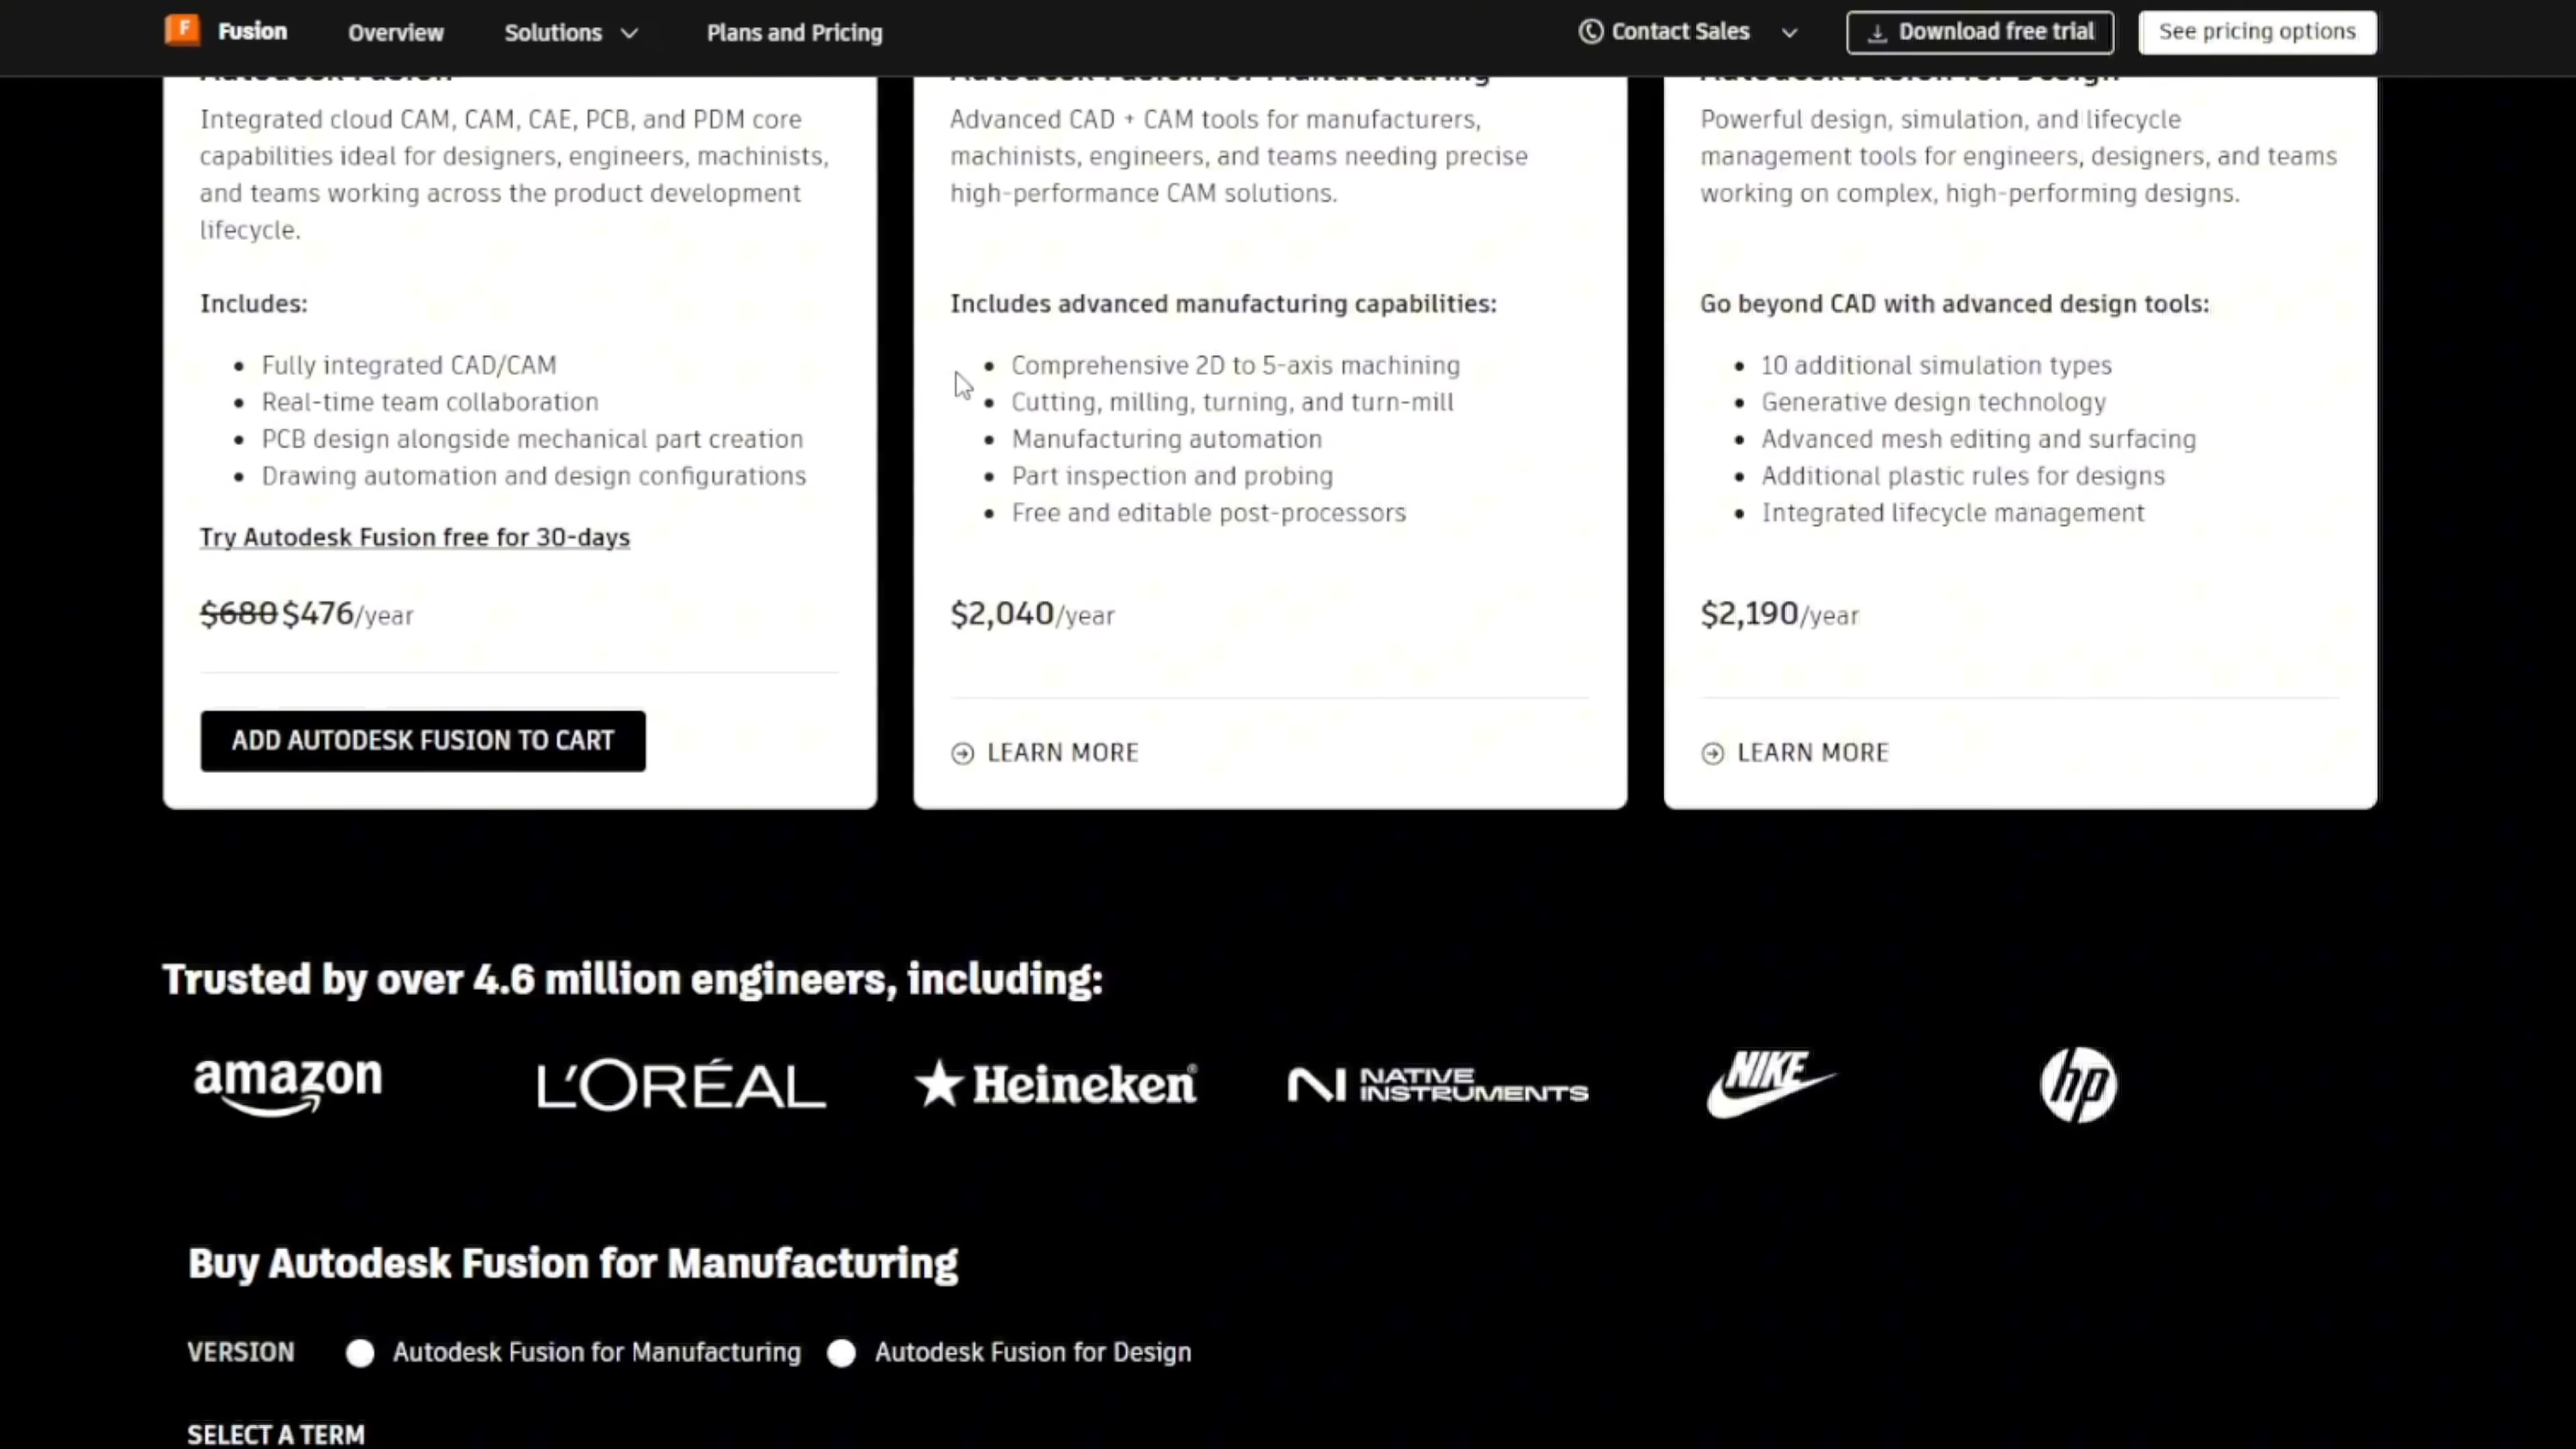 Fusion
Overview
Solutions
Plans and Pricing
Contact Sales
Download free trial
See pricing options
Autodesk Fusion
Integrated cloud CAM, CAM, CAE, PCB, and PDM core
capabilities ideal for designers, engineers, machinists,
and teams working across the product development
lifecycle.
Includes:
Fully integrated CAD/CAM
Real-time team collaboration
PCB design alongside mechanical part creation
Drawing automation and design configurations
Try Autodesk Fusion free for 30-days
$680 $476/year
ADD AUTODESK FUSION TO CART
Autodesk Fusion for Manufacturing
Advanced CAD + CAM tools for manufacturers,
machinists, engineers, and teams needing precise
high-performance CAM solutions.
Includes advanced manufacturing capabilities:
Comprehensive 2D to 5-axis machining
Cutting, milling, turning, and turn-mill
Manufacturing automation
Part inspection and probing
Free and editable post-processors
$2,040/year
LEARN MORE
Autodesk Fusion for Design
Powerful design, simulation, and lifecycle
management tools for engineers, designers, and teams
working on complex, high-performing designs.
Go beyond CAD with advanced design tools:
10 additional simulation types
Generative design technology
Advanced mesh editing and surfacing
Additional plastic rules for designs
Integrated lifecycle management
$2,190/year
LEARN MORE
Trusted by over 4.6 million engineers, including:
amazon
L'ORÉAL
Heineken®
NATIVE
INSTRUMENTS
NIKE
hp
Buy Autodesk Fusion for Manufacturing
VERSION
Autodesk Fusion for Manufacturing
Autodesk Fusion for Design
SELECT A TERM